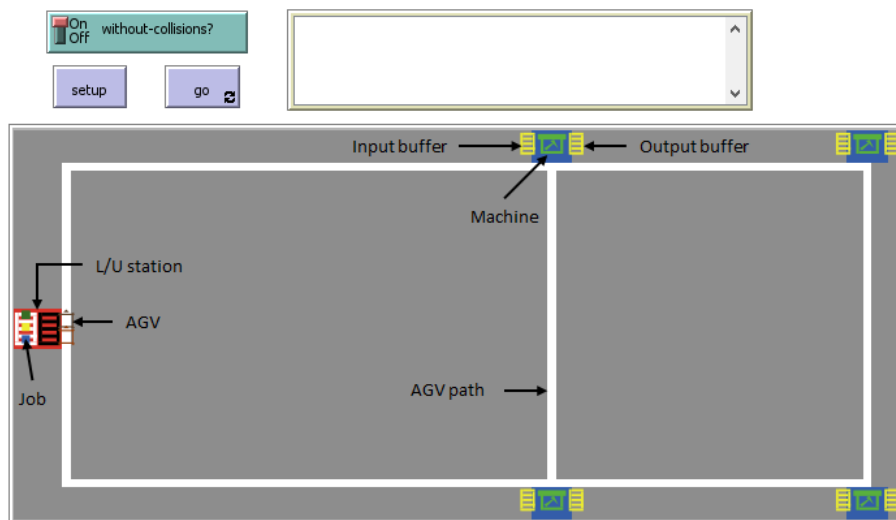 On
Off
without-collisions?
setup
go
Input buffer
Output buffer
Machine
L/U station
AGV
AGV path
Job